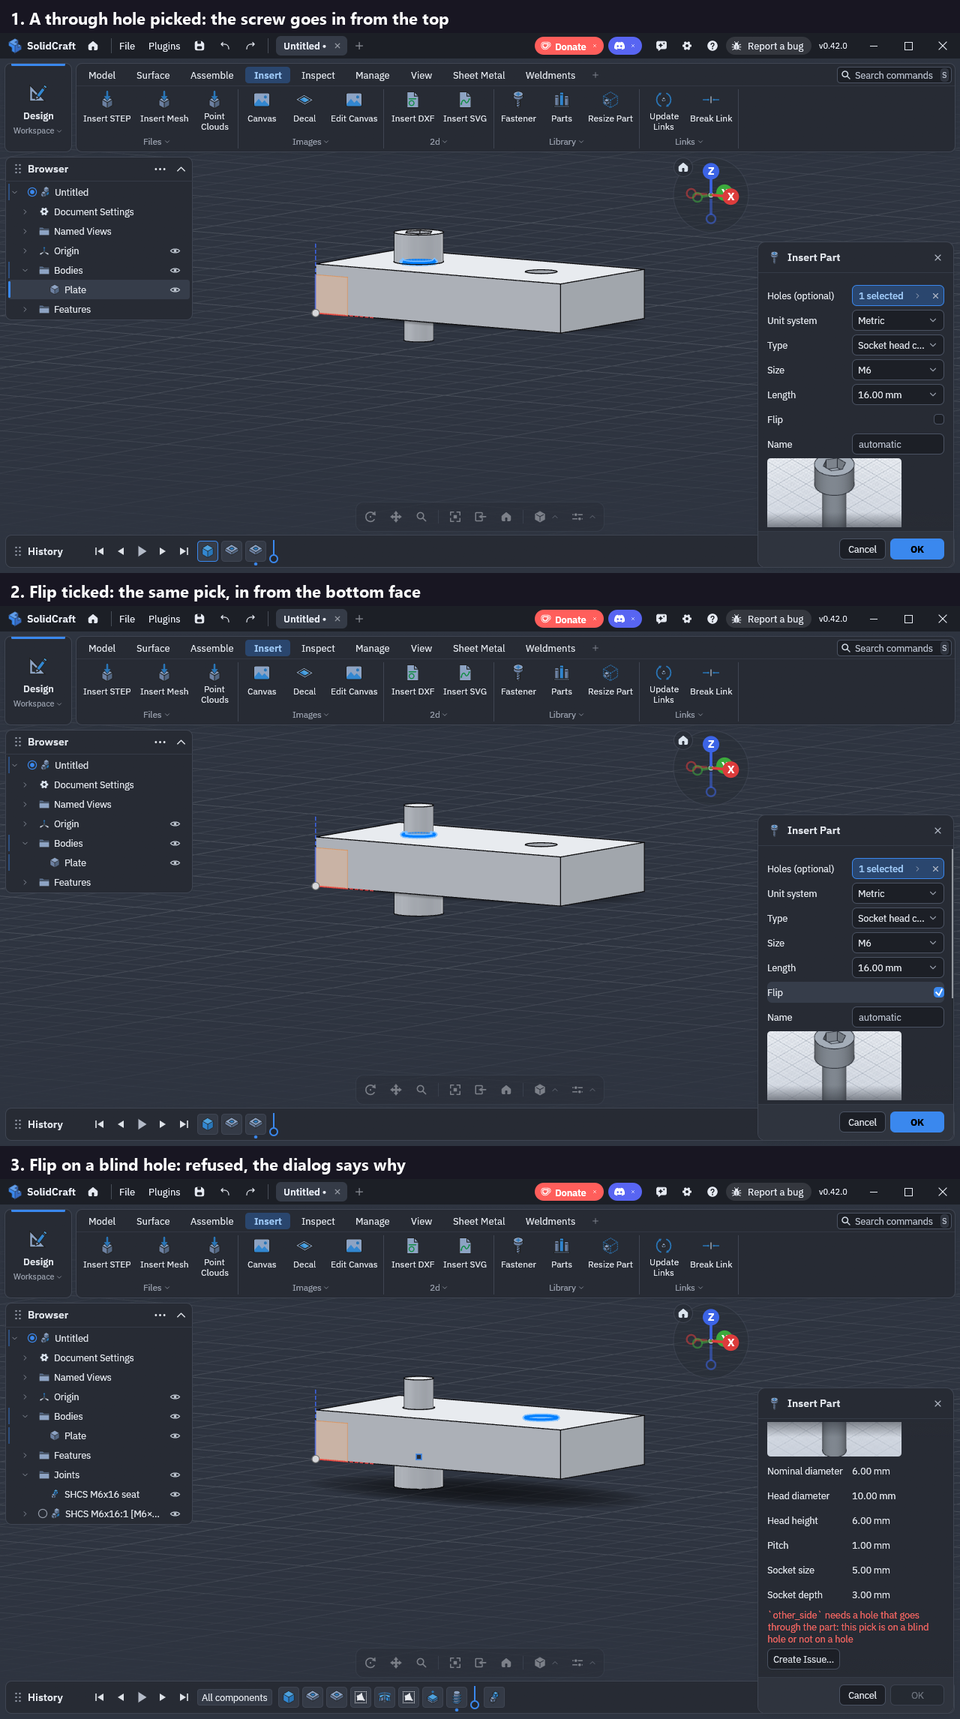 1. A through hole picked: the screw goes in from the top
SolidCraft File Plugins Untitled • Donate Report a bug v0.42.0
Model Surface Assemble Insert Inspect Manage View Sheet Metal Weldments + Search commands S
Design
Workspace
Insert STEP Insert Mesh Point Clouds Canvas Decal Edit Canvas Insert DXF Insert SVG Fastener Parts Resize Part Update Links Break Link
Files Images 2d Library Links
Browser
Untitled
Document Settings
Named Views
Origin
Bodies
Plate
Features
Z
X
Insert Part
Holes (optional) 1 selected
Unit system Metric
Type Socket head c...
Size M6
Length 16.00 mm
Flip
Name automatic
Cancel OK
History
2. Flip ticked: the same pick, in from the bottom face
SolidCraft File Plugins Untitled • Donate Report a bug v0.42.0
Model Surface Assemble Insert Inspect Manage View Sheet Metal Weldments + Search commands S
Design
Workspace
Insert STEP Insert Mesh Point Clouds Canvas Decal Edit Canvas Insert DXF Insert SVG Fastener Parts Resize Part Update Links Break Link
Files Images 2d Library Links
Browser
Untitled
Document Settings
Named Views
Origin
Bodies
Plate
Features
Z
X
Insert Part
Holes (optional) 1 selected
Unit system Metric
Type Socket head c...
Size M6
Length 16.00 mm
Flip
Name automatic
Cancel OK
History
3. Flip on a blind hole: refused, the dialog says why
SolidCraft File Plugins Untitled • Donate Report a bug v0.42.0
Model Surface Assemble Insert Inspect Manage View Sheet Metal Weldments + Search commands S
Design
Workspace
Insert STEP Insert Mesh Point Clouds Canvas Decal Edit Canvas Insert DXF Insert SVG Fastener Parts Resize Part Update Links Break Link
Files Images 2d Library Links
Browser
Untitled
Document Settings
Named Views
Origin
Bodies
Plate
Features
Joints
SHCS M6x16 seat
SHCS M6x16:1 [M6×...
Z
X
Insert Part
Nominal diameter 6.00 mm
Head diameter 10.00 mm
Head height 6.00 mm
Pitch 1.00 mm
Socket size 5.00 mm
Socket depth 3.00 mm
`other_side` needs a hole that goes
through the part: this pick is on a blind
hole or not on a hole
Create Issue...
Cancel OK
History All components